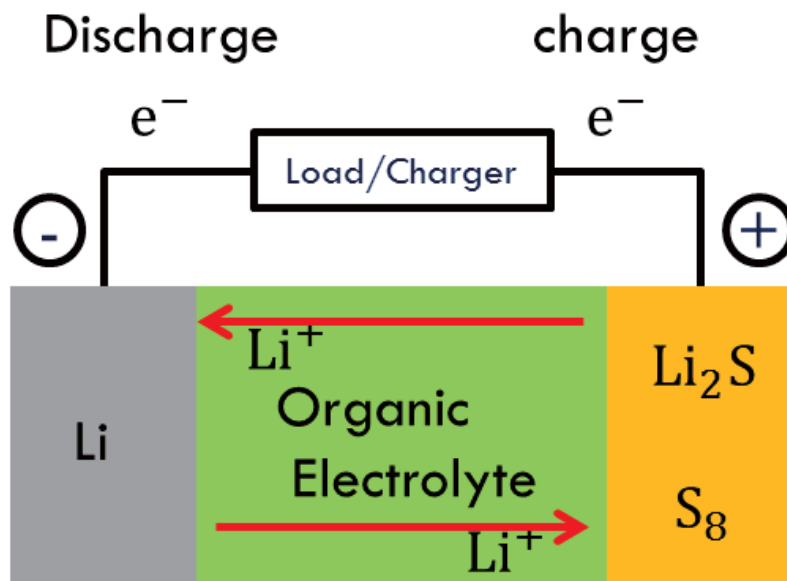 Discharge charge
e⁻ e⁻
Load/Charger
- +
Li⁺
Li₂S
Organic
Li
Electrolyte
S₈
Li⁺